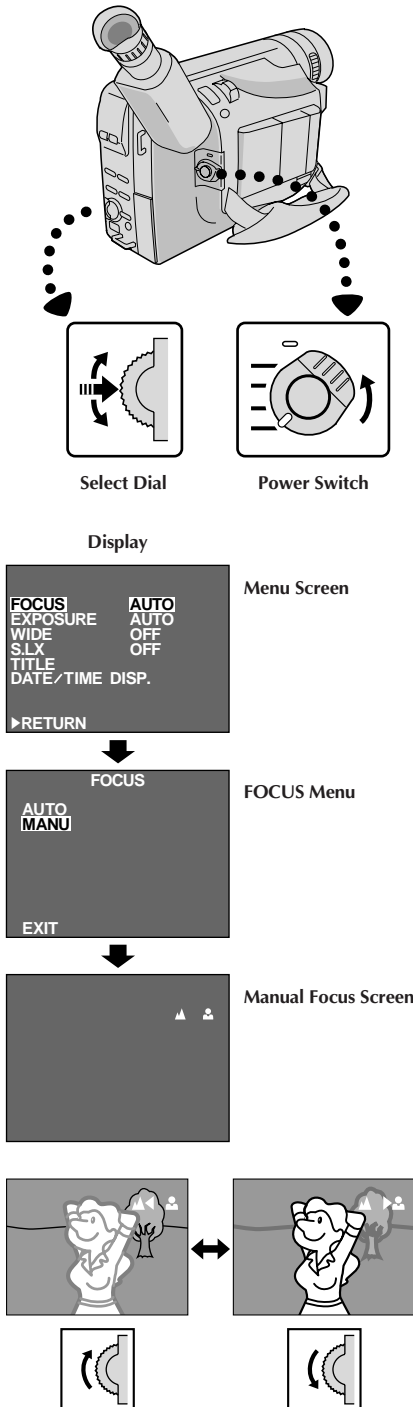 Select Dial
Power Switch
Display
Menu Screen
FOCUS AUTO
EXPOSURE AUTO
WIDE OFF
S.LX OFF
TITLE
DATE/TIME DISP.
▶RETURN
FOCUS Menu
FOCUS
AUTO
MANU
EXIT
Manual Focus Screen